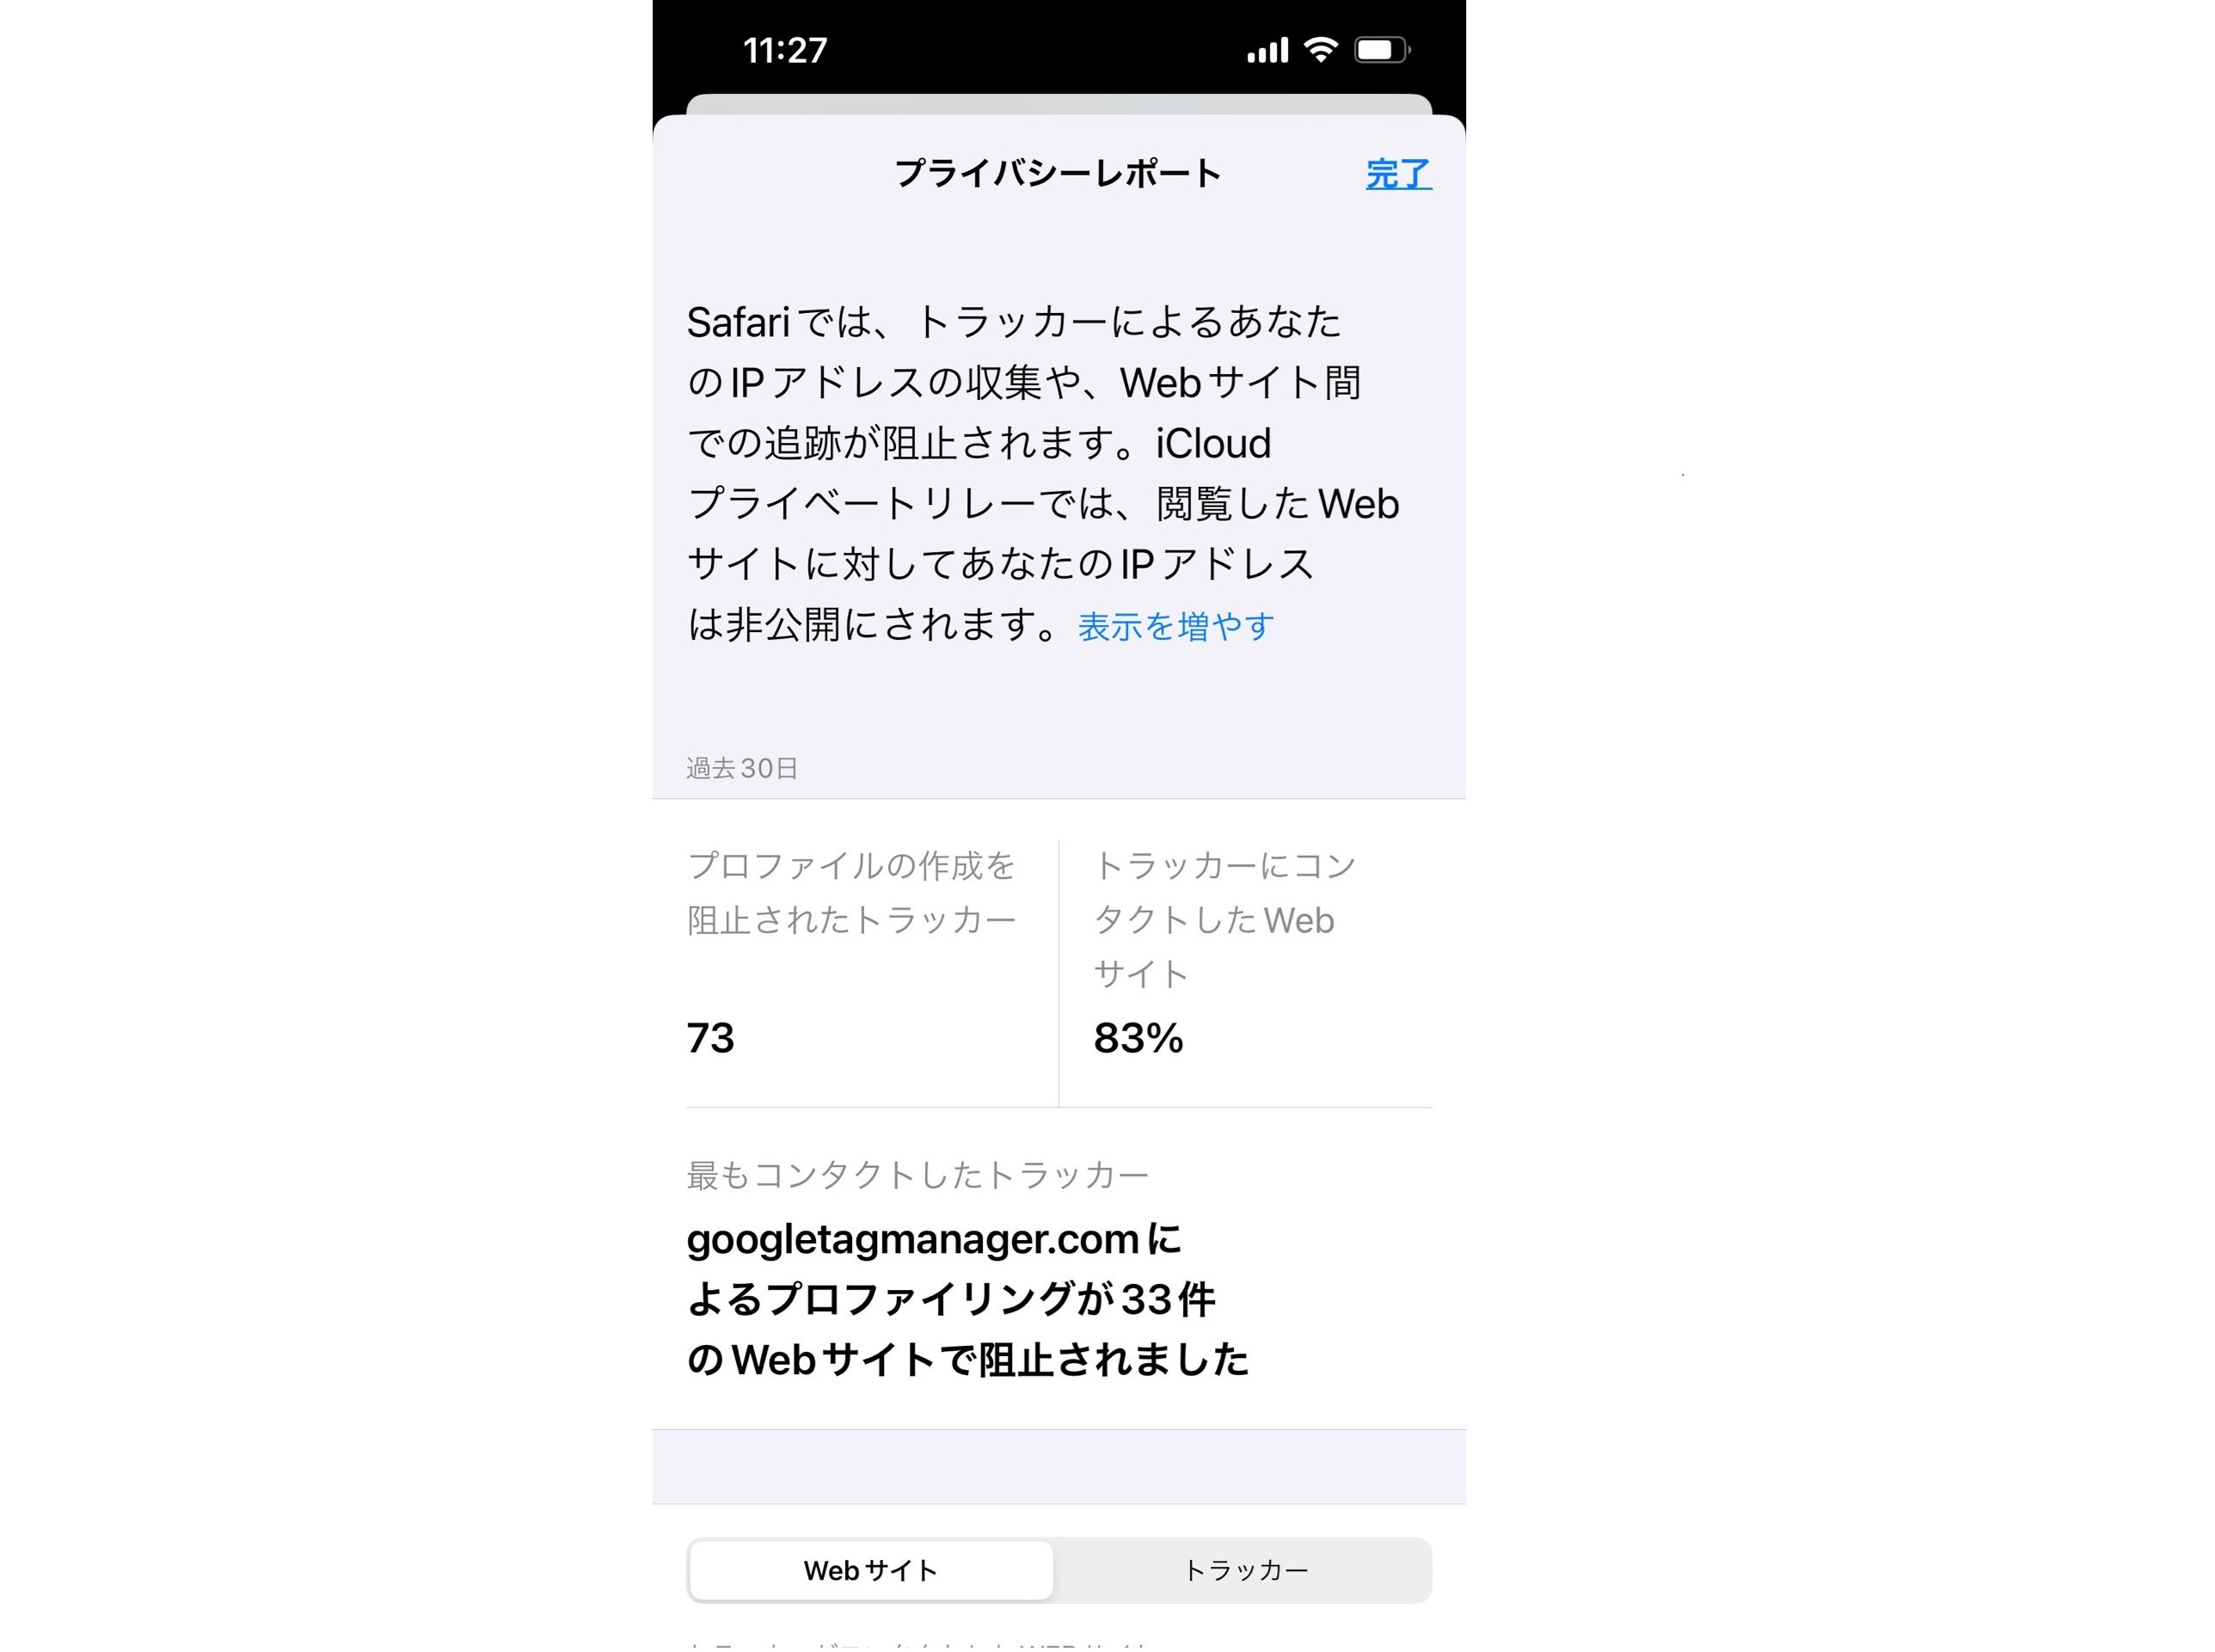 11:27
プライバシーレポート
完了
Safariでは、トラッカーによるあなた
のIPアドレスの収集や、Webサイト間
での追跡が阻止されます。iCloud
プライベートリレーでは、閲覧したWeb
サイトに対してあなたのIPアドレス
は非公開にされます。表示を増やす
過去30日
プロファイルの作成を
阻止されたトラッカー
73
トラッカーにコン
タクトしたWeb
サイト
83%
最もコンタクトしたトラッカー
googletagmanager.comに
よるプロファイリングが33件
のWebサイトで阻止されました
Webサイト
トラッカー